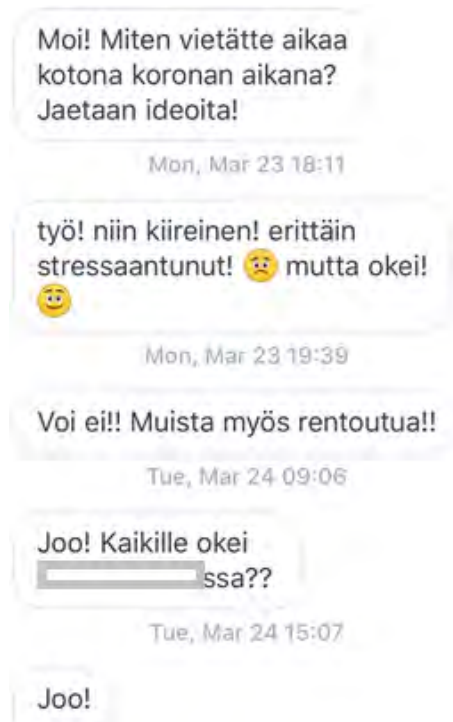 Moi! Miten vietätte aikaa
kotona koronan aikana?
Jaetaan ideoita!
Mon, Mar 23 18:11
työ! niin kiireinen! erittäin
stressaantunut! 😟 mutta okei!
😊
Mon, Mar 23 19:39
Voi ei!! Muista myös rentoutua!!
Tue, Mar 24 09:06
Joo! Kaikille okei
ssa??
Tue, Mar 24 15:07
Joo!